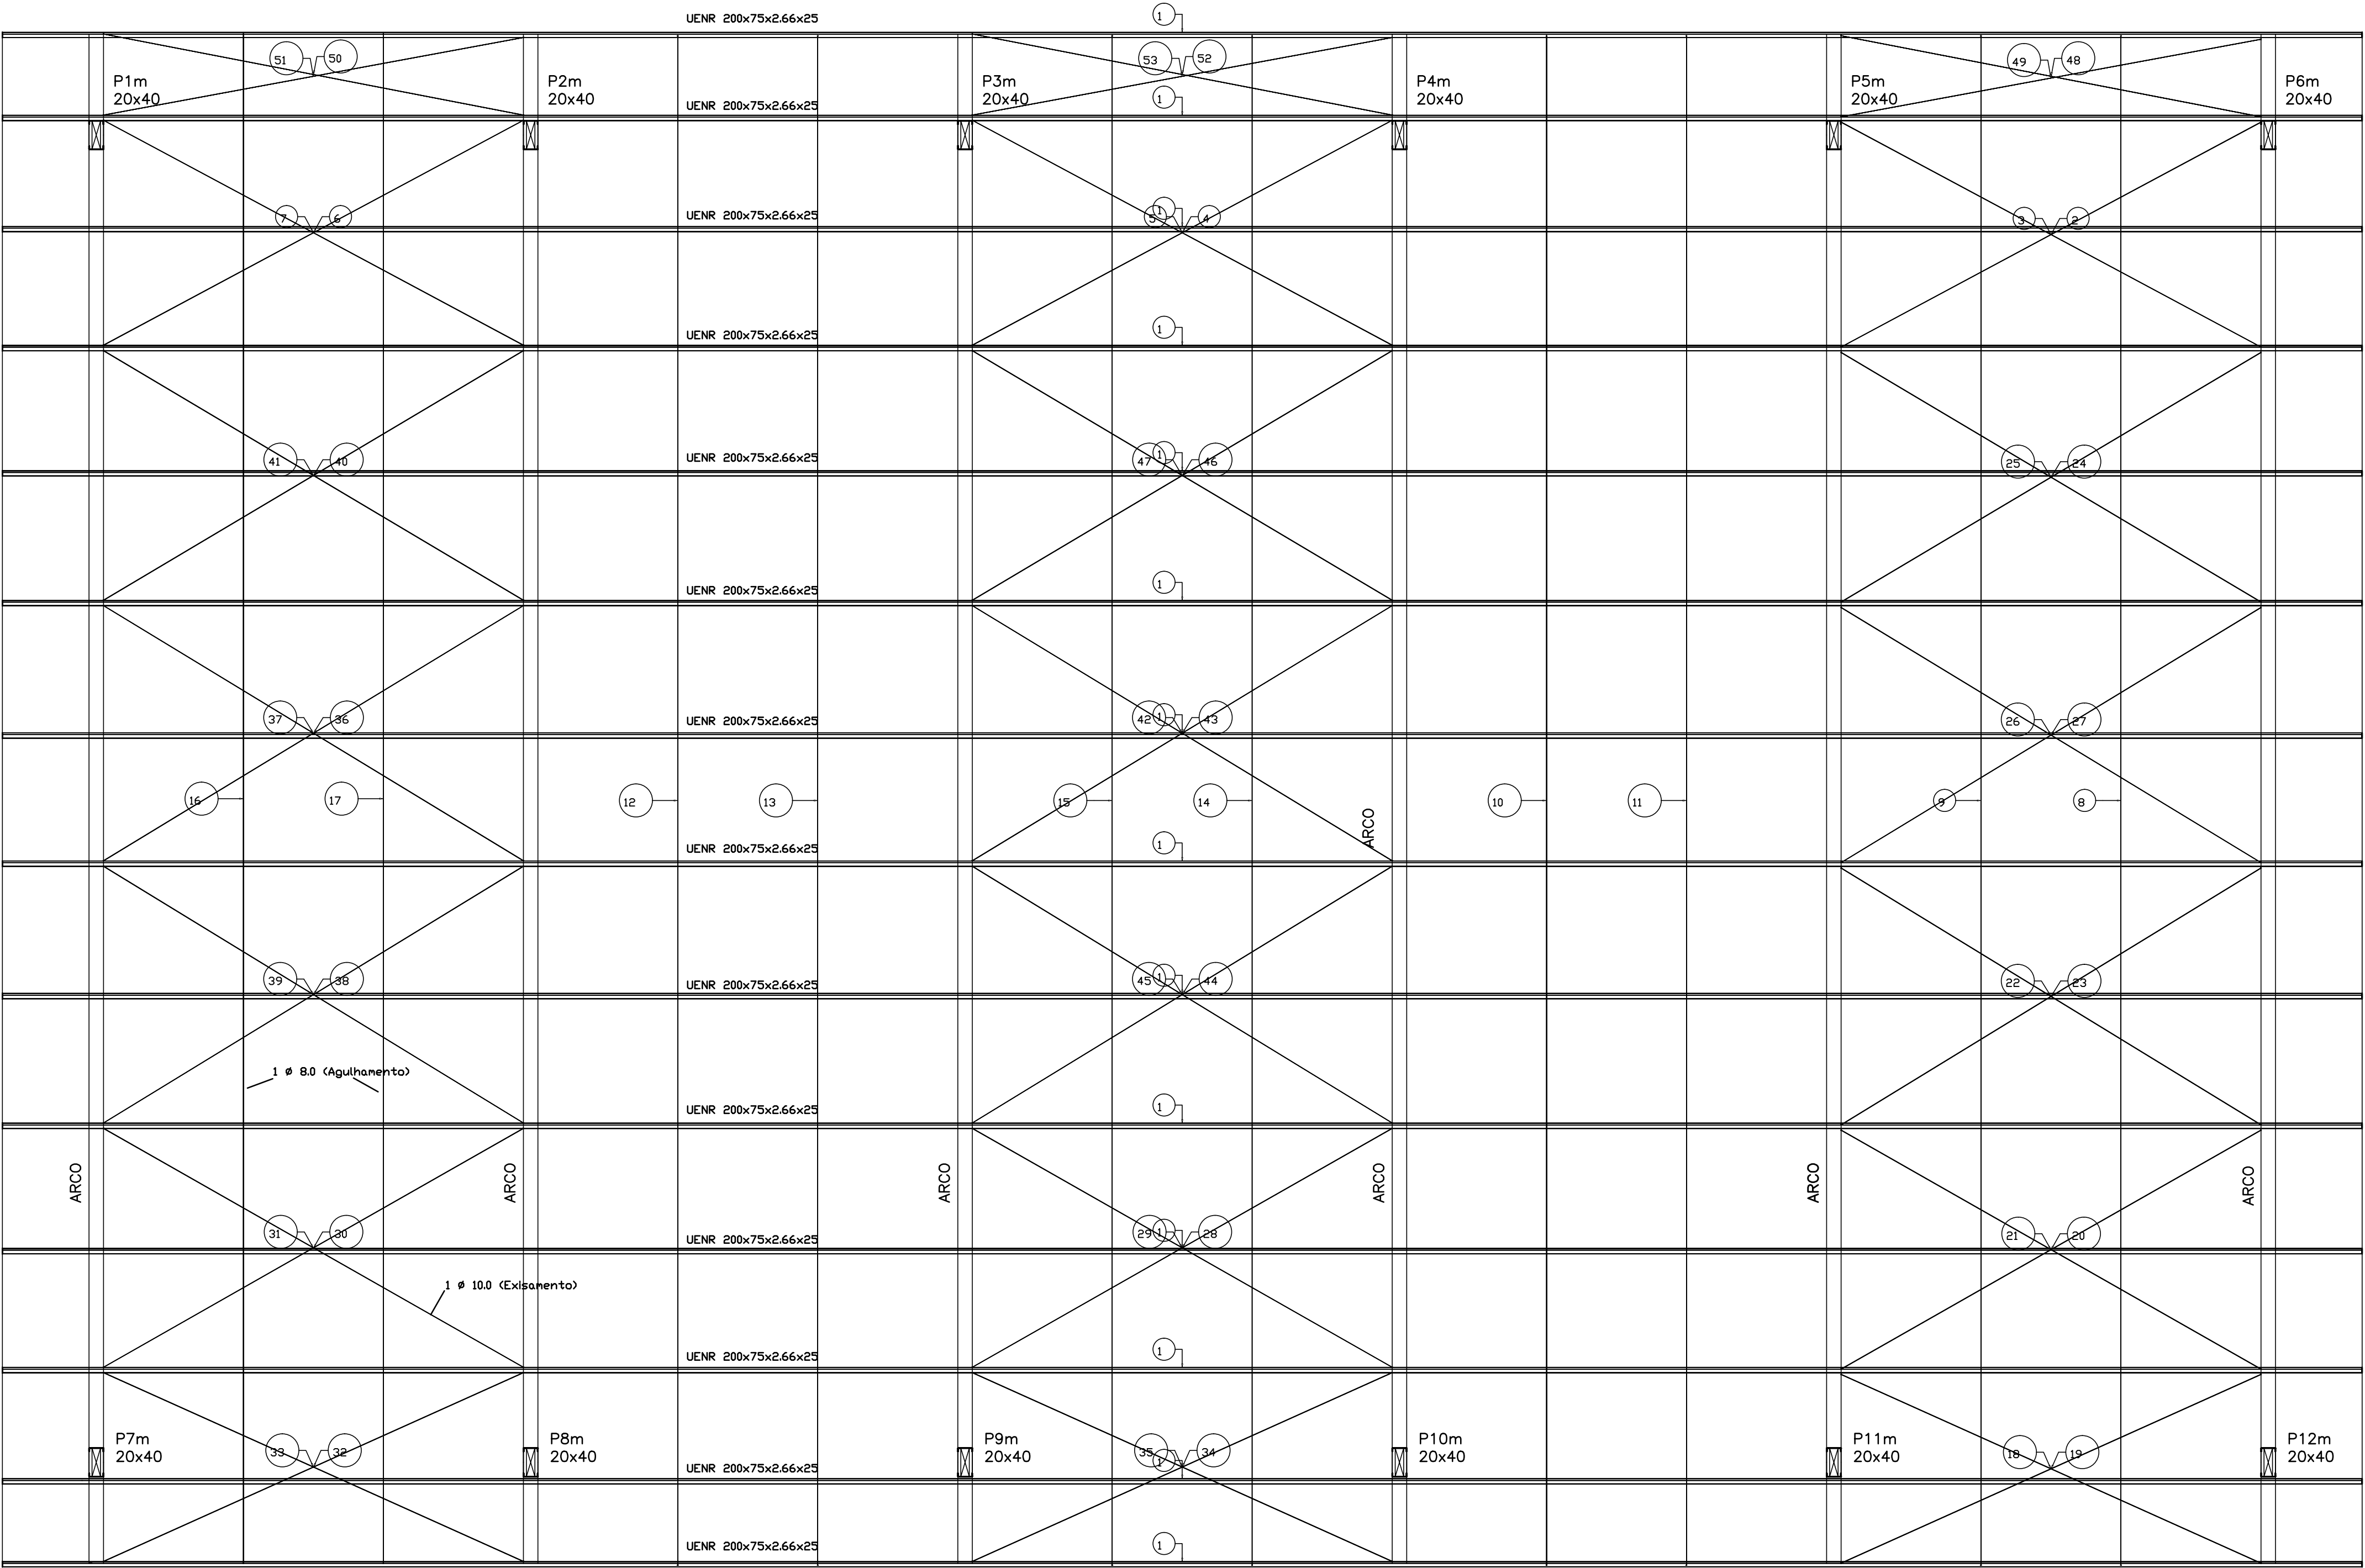 UENR 200x75x2.66x25 1
51 50 53 52 49 48
P1m P2m P3m P4m P5m P6m
20x40 20x40 20x40 20x40 20x40 20x40
UENR 200x75x2.66x25 1
7 6 5 1 4 3 2
UENR 200x75x2.66x25
UENR 200x75x2.66x25 1
41 40 47 1 46 25 24
UENR 200x75x2.66x25
UENR 200x75x2.66x25 1
37 36 42 1 43 26 27
UENR 200x75x2.66x25
16 17 12 13 15 14 10 11 9 8
ARCO
UENR 200x75x2.66x25 1
39 38 45 1 44 22 23
UENR 200x75x2.66x25
1 ø 8.0 (Agulhamento)
UENR 200x75x2.66x25 1
ARCO ARCO ARCO ARCO ARCO ARCO
31 30 29 1 28 21 20
UENR 200x75x2.66x25
1 ø 10.0 (Exisamento)
UENR 200x75x2.66x25 1
P7m P8m P9m P10m P11m P12m
20x40 20x40 20x40 20x40 20x40 20x40
33 32 35 1 34 18 19
UENR 200x75x2.66x25
UENR 200x75x2.66x25 1